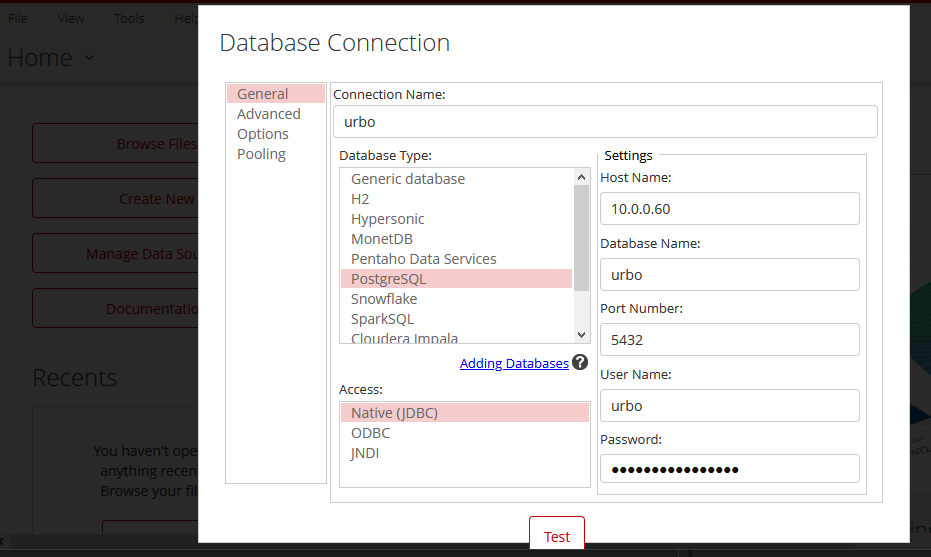 File View Tools Help
Home
Browse Files
Create New
Manage Data Sou
Documentatio
Recents
You haven't ope
anything recen
Browse your fil
Database Connection
General
Advanced
Options
Pooling
Connection Name:
urbo
Database Type:
Generic database
H2
Hypersonic
MonetDB
Pentaho Data Services
PostgreSQL
Snowflake
SparkSQL
Cloudera Impala
Adding Databases ?
Access:
Native (JDBC)
ODBC
JNDI
Settings
Host Name:
10.0.0.60
Database Name:
urbo
Port Number:
5432
User Name:
urbo
Password:
••••••••••••••••
Test